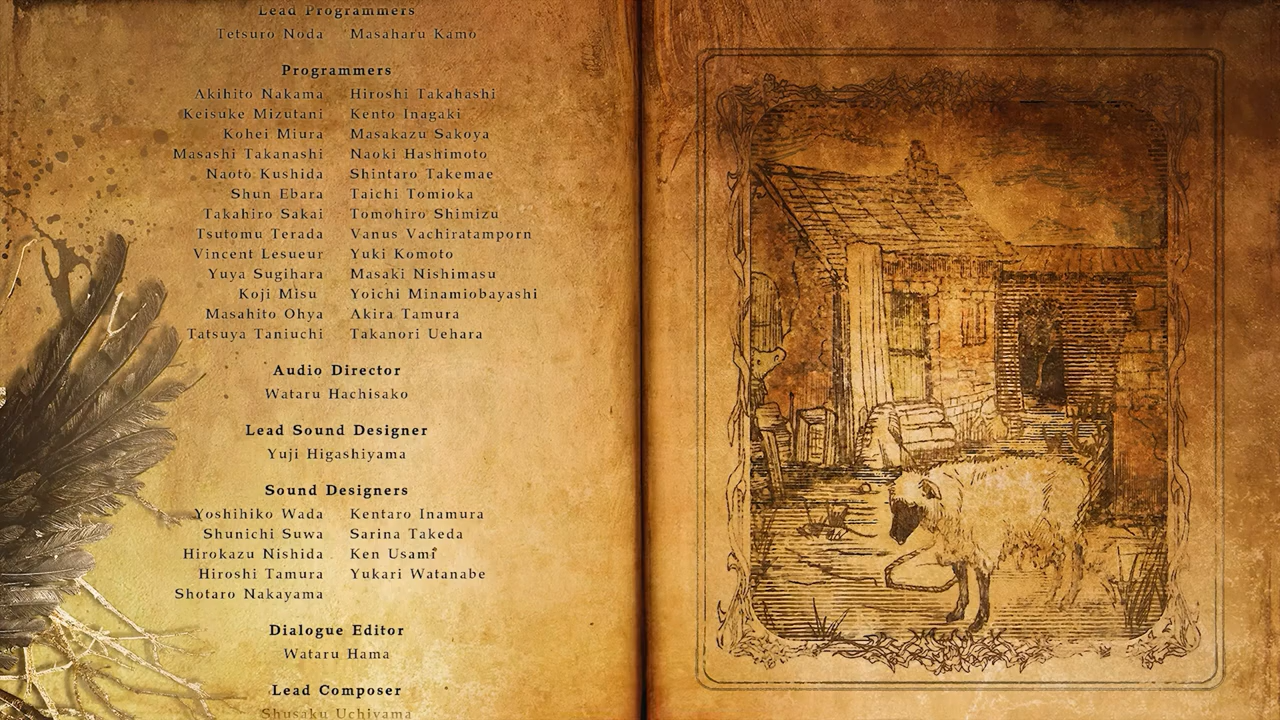 Lead Programmers
Tetsuro Noda Masaharu Kamo
Programmers
Akihito Nakama Hiroshi Takahashi
Keisuke Mizutani Kento Inagaki
Kohei Miura Masakazu Sakoya
Masashi Takanashi Naoki Hashimoto
Naoto Kushida Shintaro Takemae
Shun Ebara Taichi Tomioka
Takahiro Sakai Tomohiro Shimizu
Tsutomu Terada Vanus Vachiratamporn
Vincent Lesueur Yuki Komoto
Yuya Sugihara Masaki Nishimasu
Koji Misu Yoichi Minamiobayashi
Masahito Ohya Akira Tamura
Tatsuya Taniuchi Takanori Uehara
Audio Director
Wataru Hachisako
Lead Sound Designer
Yuji Higashiyama
Sound Designers
Yoshihiko Wada Kentaro Inamura
Shunichi Suwa Sarina Takeda
Hirokazu Nishida Ken Usami
Hiroshi Tamura Yukari Watanabe
Shotaro Nakayama
Dialogue Editor
Wataru Hama
Lead Composer
Shusaku Uchiyama